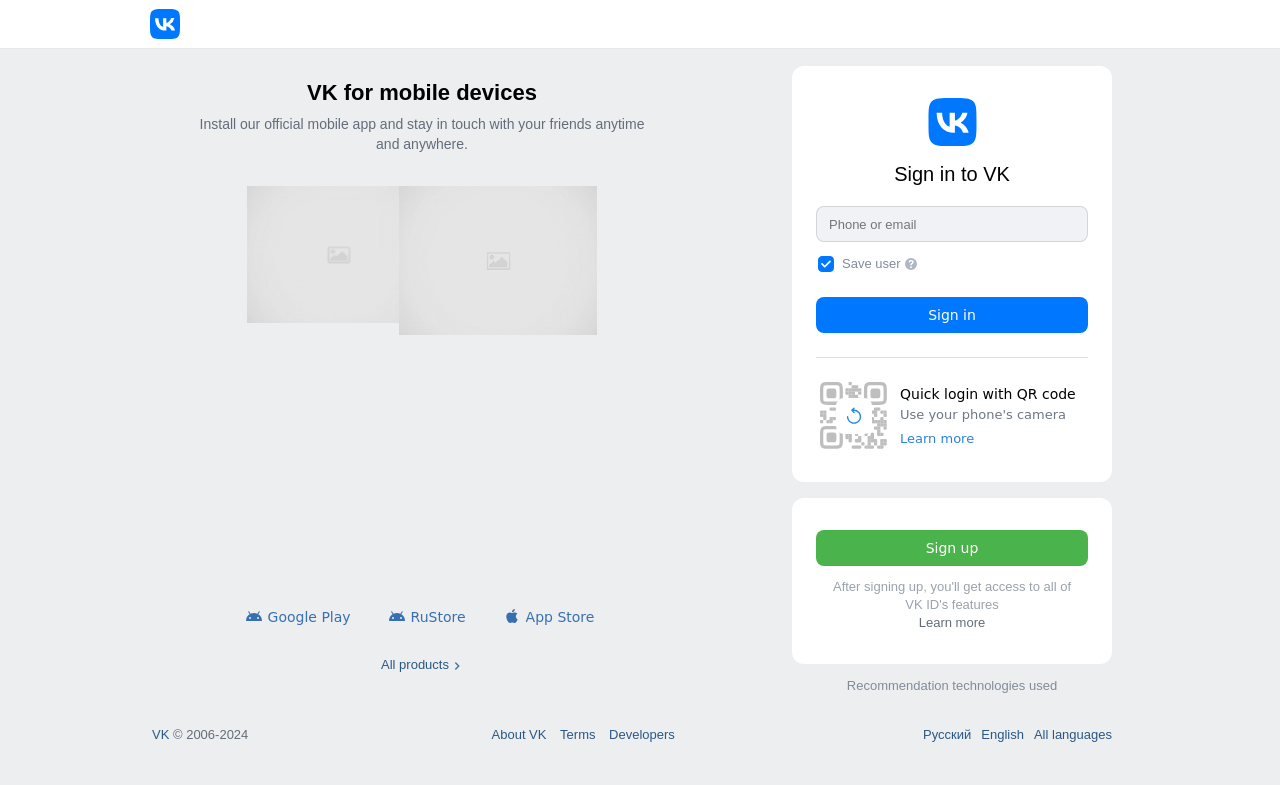 VK for mobile devices
Install our official mobile app and stay in touch with your friends anytime
and anywhere.
Google Play
RuStore
App Store
All products
Sign in to VK
Phone or email
Save user
Sign in
Quick login with QR code
Use your phone's camera
Learn more
Sign up
After signing up, you'll get access to all of
VK ID's features
Learn more
Recommendation technologies used
VK © 2006-2024
About VK Terms Developers
Русский English All languages